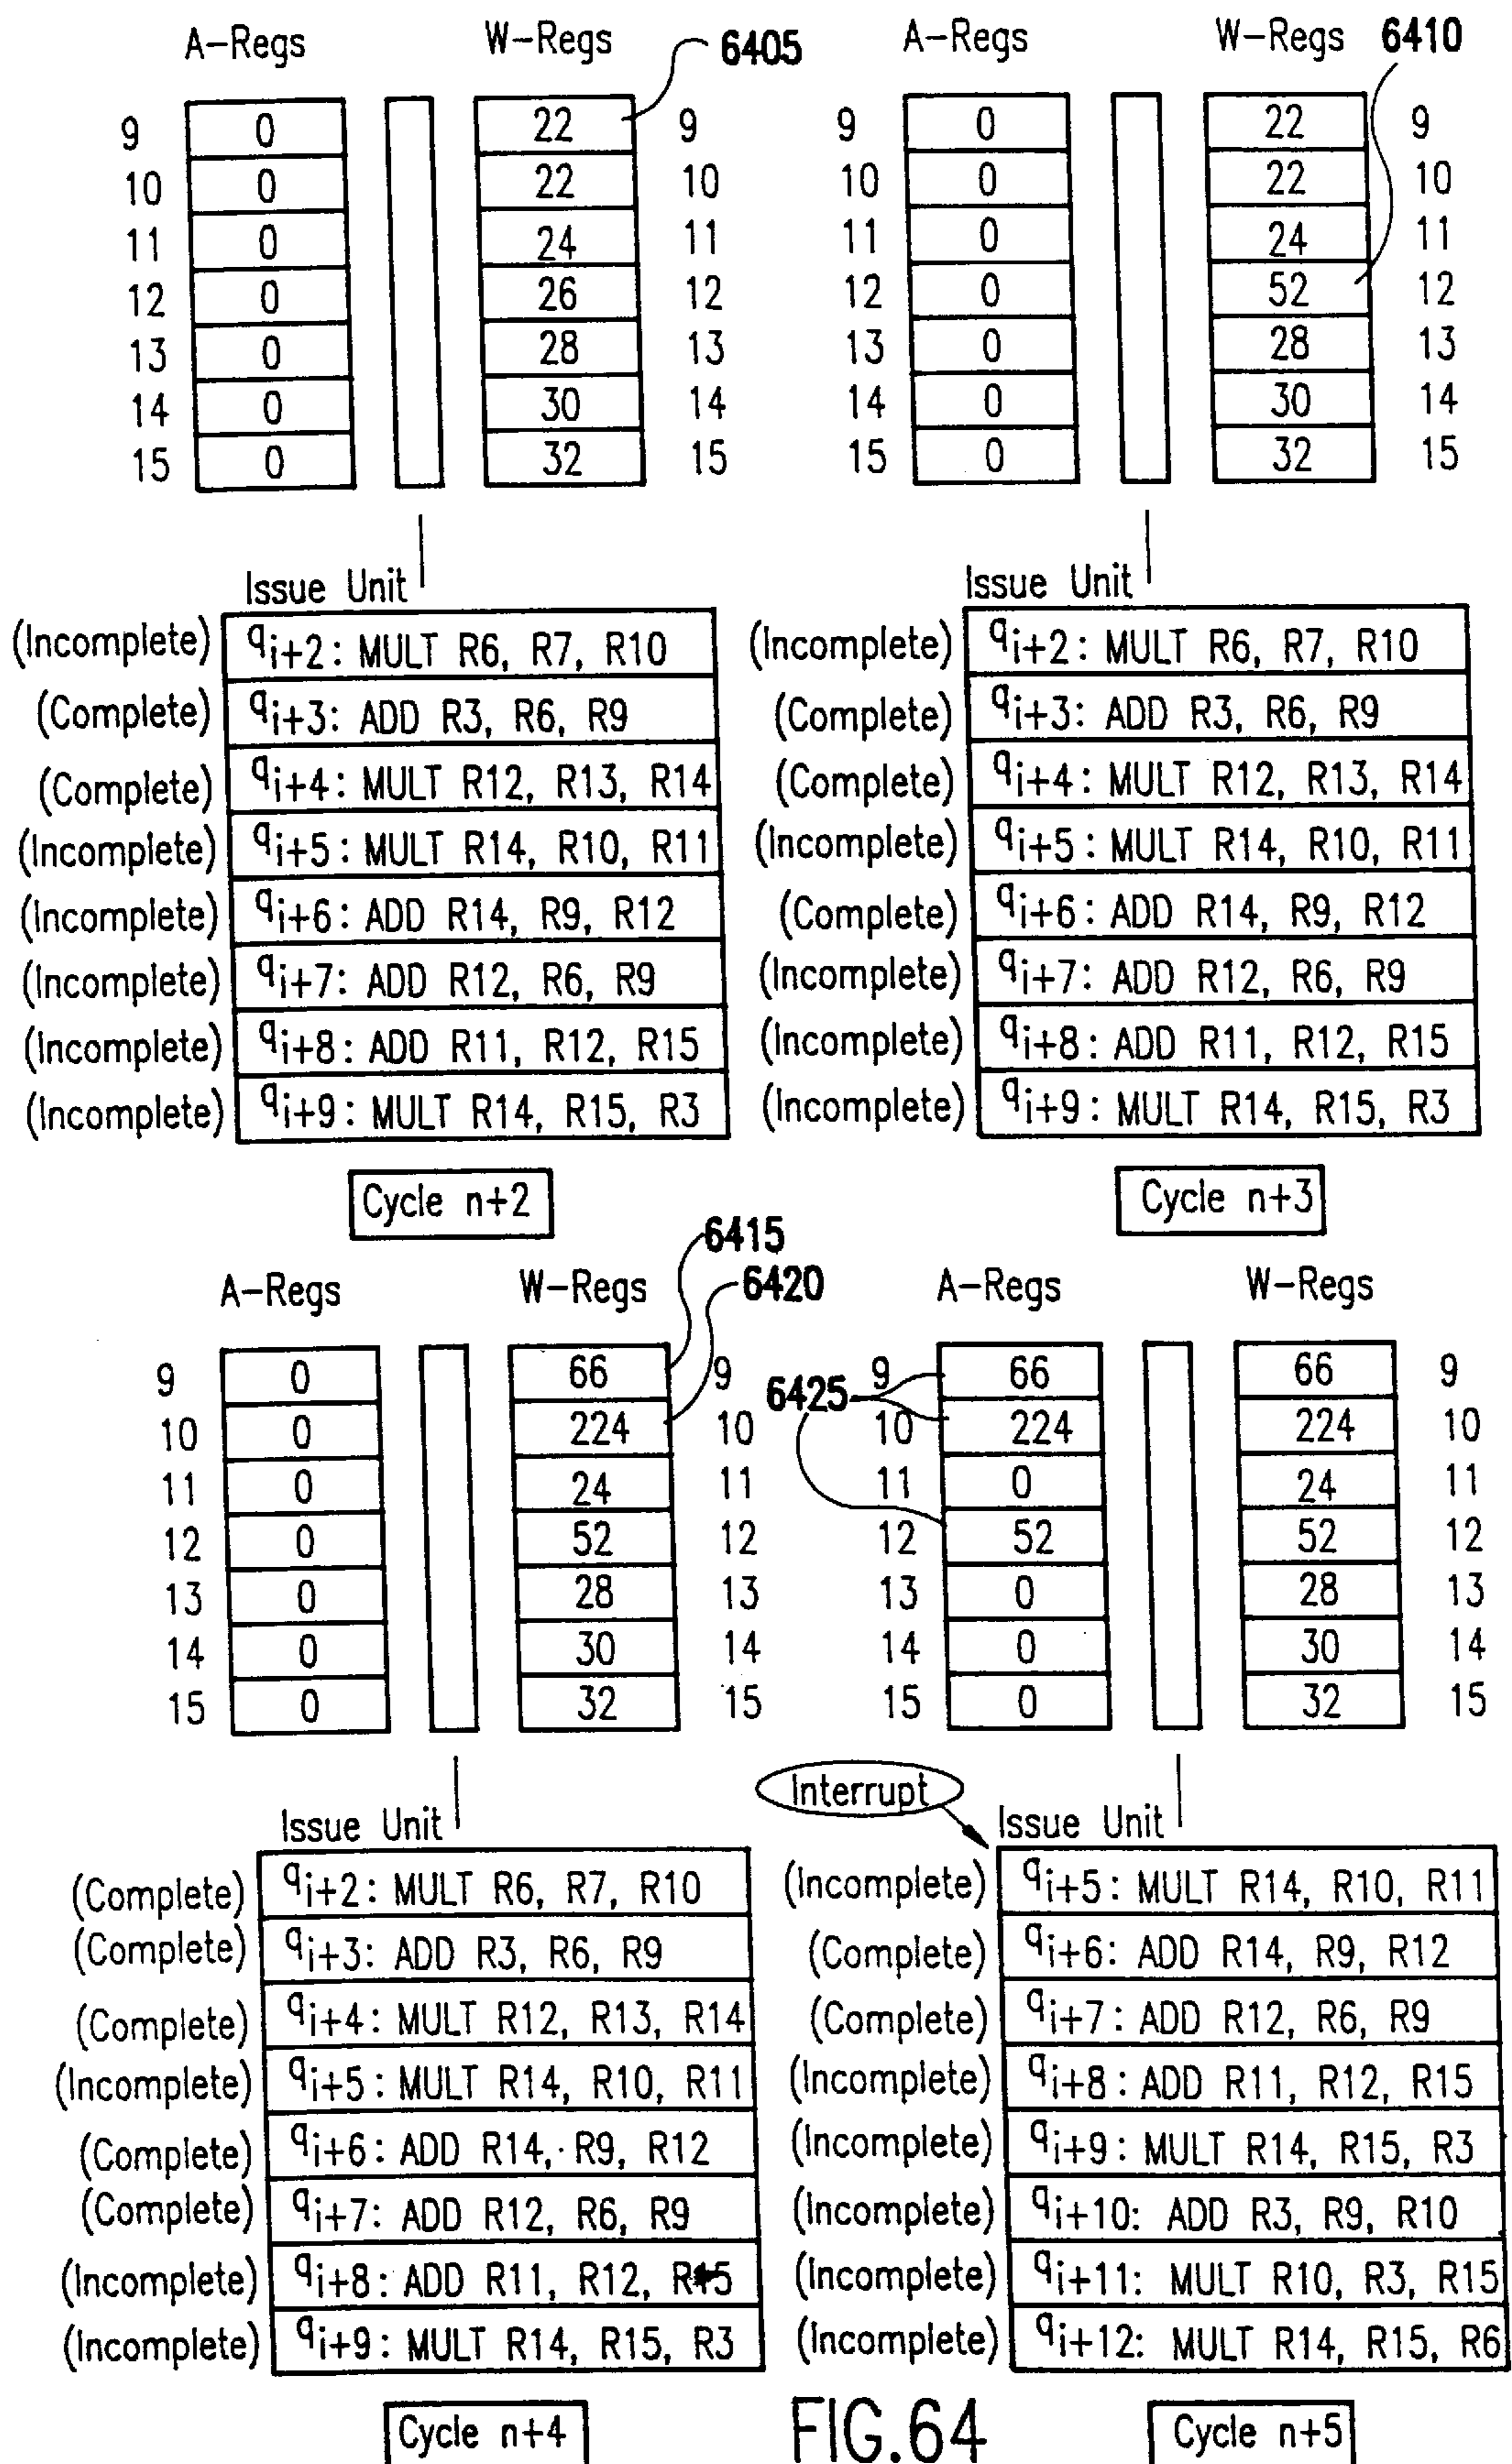 A-Regs W-Regs 6405
9 0 22 9
10 0 22 10
11 0 24 11
12 0 26 12
13 0 28 13
14 0 30 14
15 0 32 15
Issue Unit
(Incomplete) qi+2: MULT R6, R7, R10
(Complete) qi+3: ADD R3, R6, R9
(Complete) qi+4: MULT R12, R13, R14
(Incomplete) qi+5: MULT R14, R10, R11
(Incomplete) qi+6: ADD R14, R9, R12
(Incomplete) qi+7: ADD R12, R6, R9
(Incomplete) qi+8: ADD R11, R12, R15
(Incomplete) qi+9: MULT R14, R15, R3
Cycle n+2
A-Regs W-Regs 6410
9 0 22 9
10 0 22 10
11 0 24 11
12 0 52 12
13 0 28 13
14 0 30 14
15 0 32 15
Issue Unit
(Incomplete) qi+2: MULT R6, R7, R10
(Complete) qi+3: ADD R3, R6, R9
(Complete) qi+4: MULT R12, R13, R14
(Incomplete) qi+5: MULT R14, R10, R11
(Complete) qi+6: ADD R14, R9, R12
(Incomplete) qi+7: ADD R12, R6, R9
(Incomplete) qi+8: ADD R11, R12, R15
(Incomplete) qi+9: MULT R14, R15, R3
Cycle n+3
6415
A-Regs W-Regs 6420
9 0 66 9
10 0 224 10
11 0 24 11
12 0 52 12
13 0 28 13
14 0 30 14
15 0 32 15
Issue Unit
(Complete) qi+2: MULT R6, R7, R10
(Complete) qi+3: ADD R3, R6, R9
(Complete) qi+4: MULT R12, R13, R14
(Incomplete) qi+5: MULT R14, R10, R11
(Complete) qi+6: ADD R14, R9, R12
(Complete) qi+7: ADD R12, R6, R9
(Incomplete) qi+8: ADD R11, R12, R15
(Incomplete) qi+9: MULT R14, R15, R3
Cycle n+4
A-Regs W-Regs
6425
9 66 66 9
10 224 224 10
11 0 24 11
12 52 52 12
13 0 28 13
14 0 30 14
15 0 32 15
Interrupt
Issue Unit
(Incomplete) qi+5: MULT R14, R10, R11
(Complete) qi+6: ADD R14, R9, R12
(Complete) qi+7: ADD R12, R6, R9
(Incomplete) qi+8: ADD R11, R12, R15
(Incomplete) qi+9: MULT R14, R15, R3
(Incomplete) qi+10: ADD R3, R9, R10
(Incomplete) qi+11: MULT R10, R3, R15
(Incomplete) qi+12: MULT R14, R15, R6
Cycle n+5
FIG.64